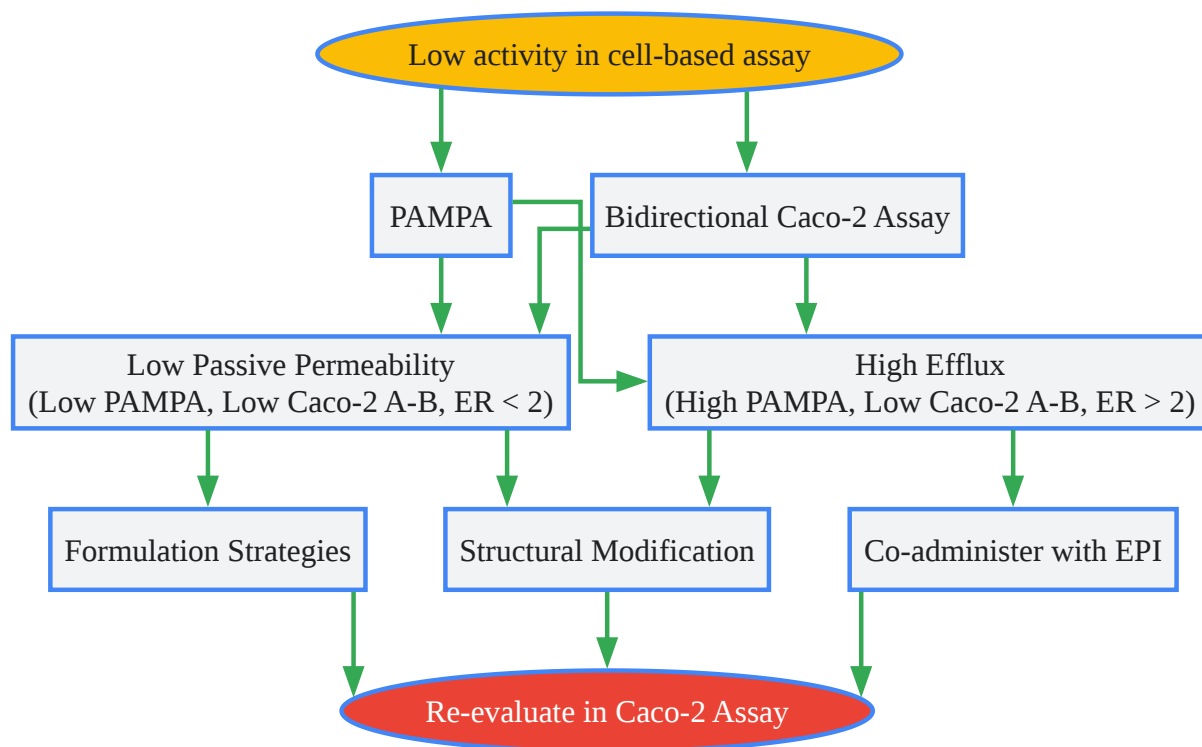 Low activity in cell-based assay
PAMPA
Bidirectional Caco-2 Assay
Low Passive Permeability
(Low PAMPA, Low Caco-2 A-B, ER < 2)
High Efflux
(High PAMPA, Low Caco-2 A-B, ER > 2)
Formulation Strategies
Structural Modification
Co-administer with EPI
Re-evaluate in Caco-2 Assay